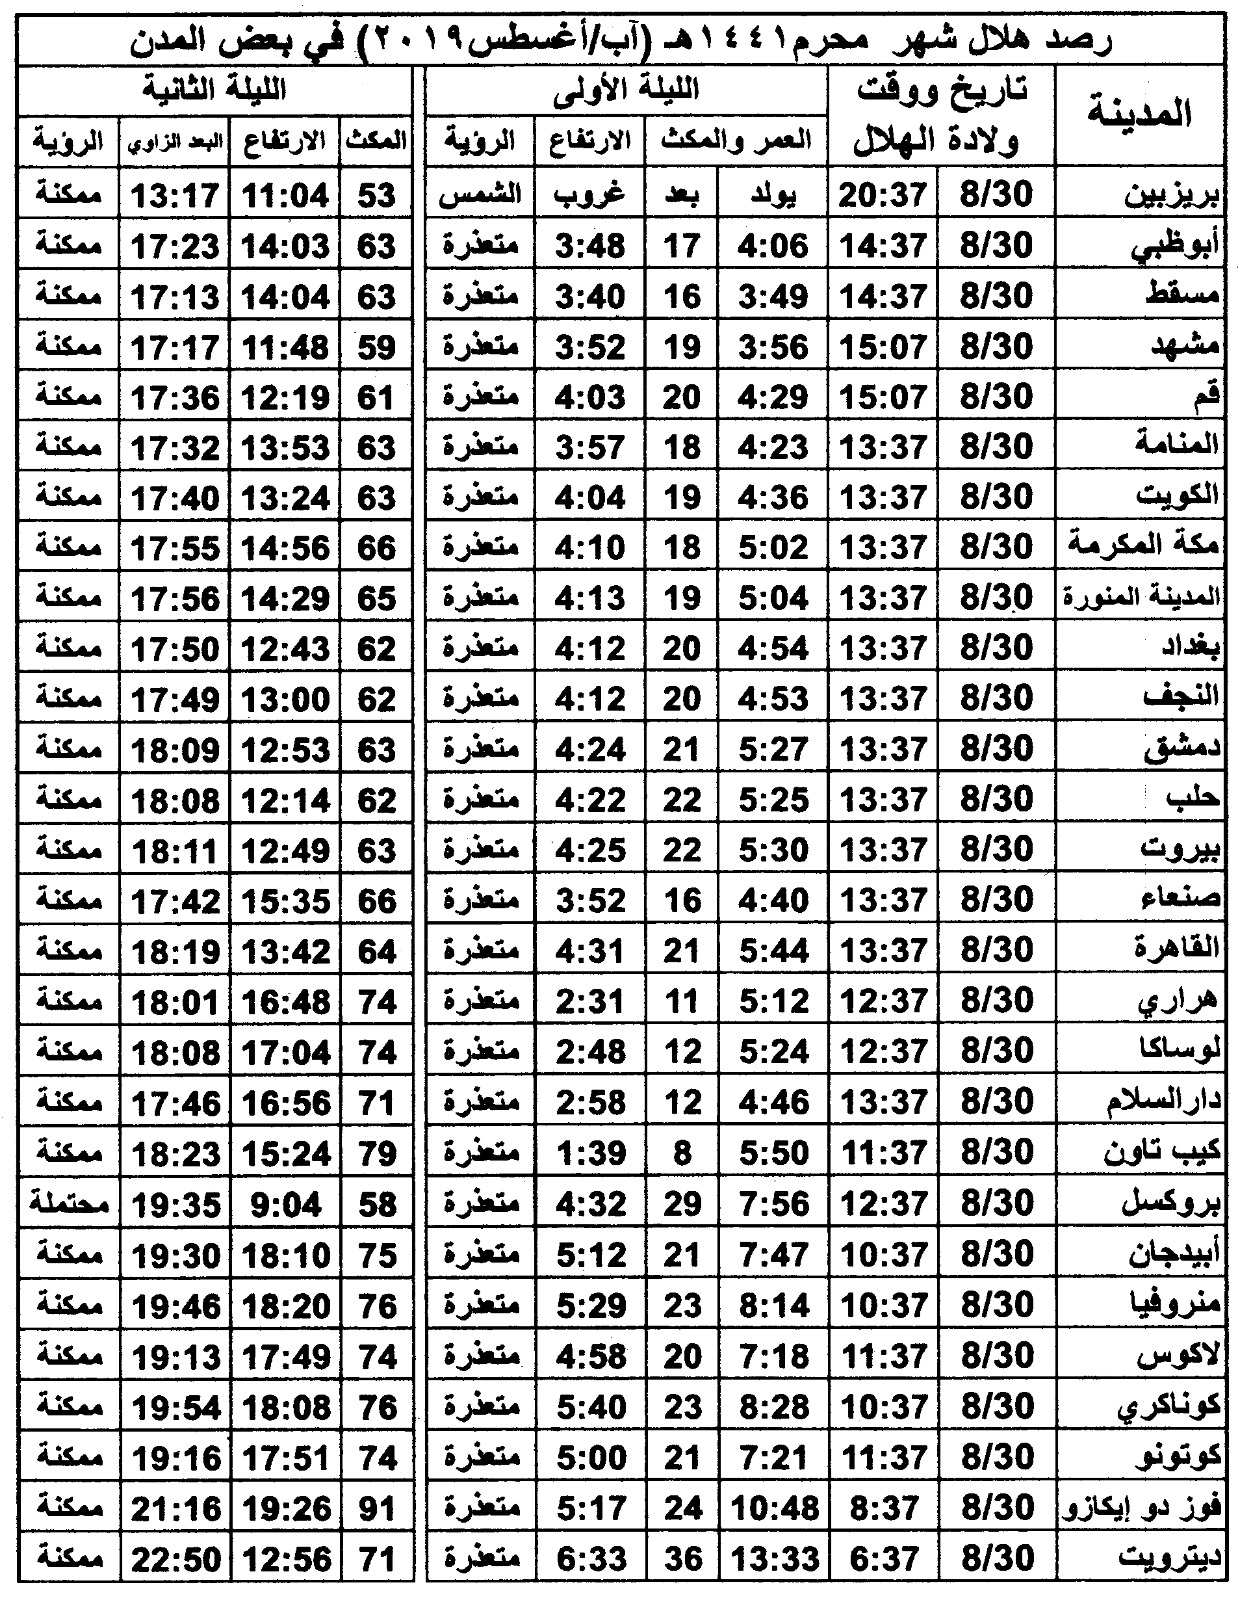 رصد هلال شهر محرم١٤٤١هـ (آب/أغسطس٢٠١٩) في بعض المدن
المدينة تاريخ ووقت ولادة الهلال الليلة الأولى الليلة الثانية
العمر والمكث الارتفاع الرؤية المكث الارتفاع البعد الزاوي الرؤية
بريزبين 8/30 20:37 يولد بعد غروب الشمس 53 11:04 13:17 ممكنة
أبوظبي 8/30 14:37 4:06 17 3:48 متعذرة 63 14:03 17:23 ممكنة
مسقط 8/30 14:37 3:49 16 3:40 متعذرة 63 14:04 17:13 ممكنة
مشهد 8/30 15:07 3:56 19 3:52 متعذرة 59 11:48 17:17 ممكنة
قم 8/30 15:07 4:29 20 4:03 متعذرة 61 12:19 17:36 ممكنة
المنامة 8/30 13:37 4:23 18 3:57 متعذرة 63 13:53 17:32 ممكنة
الكويت 8/30 13:37 4:36 19 4:04 متعذرة 63 13:24 17:40 ممكنة
مكة المكرمة 8/30 13:37 5:02 18 4:10 متعذرة 66 14:56 17:55 ممكنة
المدينة المنورة 8/30 13:37 5:04 19 4:13 متعذرة 65 14:29 17:56 ممكنة
بغداد 8/30 13:37 4:54 20 4:12 متعذرة 62 12:43 17:50 ممكنة
النجف 8/30 13:37 4:53 20 4:12 متعذرة 62 13:00 17:49 ممكنة
دمشق 8/30 13:37 5:27 21 4:24 متعذرة 63 12:53 18:09 ممكنة
حلب 8/30 13:37 5:25 22 4:22 متعذرة 62 12:14 18:08 ممكنة
بيروت 8/30 13:37 5:30 22 4:25 متعذرة 63 12:49 18:11 ممكنة
صنعاء 8/30 13:37 4:40 16 3:52 متعذرة 66 15:35 17:42 ممكنة
القاهرة 8/30 13:37 5:44 21 4:31 متعذرة 64 13:42 18:19 ممكنة
هراري 8/30 12:37 5:12 11 2:31 متعذرة 74 16:48 18:01 ممكنة
لوساكا 8/30 12:37 5:24 12 2:48 متعذرة 74 17:04 18:08 ممكنة
دارالسلام 8/30 13:37 4:46 12 2:58 متعذرة 71 16:56 17:46 ممكنة
كيب تاون 8/30 11:37 5:50 8 1:39 متعذرة 79 15:24 18:23 ممكنة
بروكسل 8/30 12:37 7:56 29 4:32 متعذرة 58 9:04 19:35 محتملة
أبيدجان 8/30 10:37 7:47 21 5:12 متعذرة 75 18:10 19:30 ممكنة
منروفيا 8/30 10:37 8:14 23 5:29 متعذرة 76 18:20 19:46 ممكنة
لاكوس 8/30 11:37 7:18 20 4:58 متعذرة 74 17:49 19:13 ممكنة
كوناكري 8/30 10:37 8:28 23 5:40 متعذرة 76 18:08 19:54 ممكنة
كوتونو 8/30 11:37 7:21 21 5:00 متعذرة 74 17:51 19:16 ممكنة
فوز دو إيكازو 8/30 8:37 10:48 24 5:17 متعذرة 91 19:26 21:16 ممكنة
ديترويت 8/30 6:37 13:33 36 6:33 متعذرة 71 12:56 22:50 ممكنة